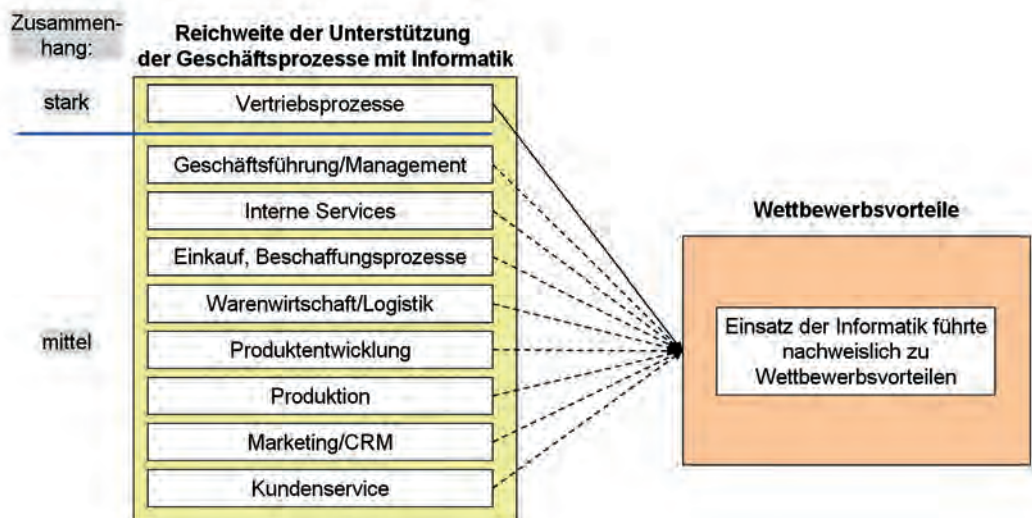 Zusammen-
hang:
Reichweite der Unterstützung
der Geschäftsprozesse mit Informatik
stark
Vertriebsprozesse
Geschäftsführung/Management
Interne Services
Einkauf, Beschaffungsprozesse
Warenwirtschaft/Logistik
mittel
Produktentwicklung
Produktion
Marketing/CRM
Kundenservice
Wettbewerbsvorteile
Einsatz der Informatik führte
nachweislich zu
Wettbewerbsvorteilen